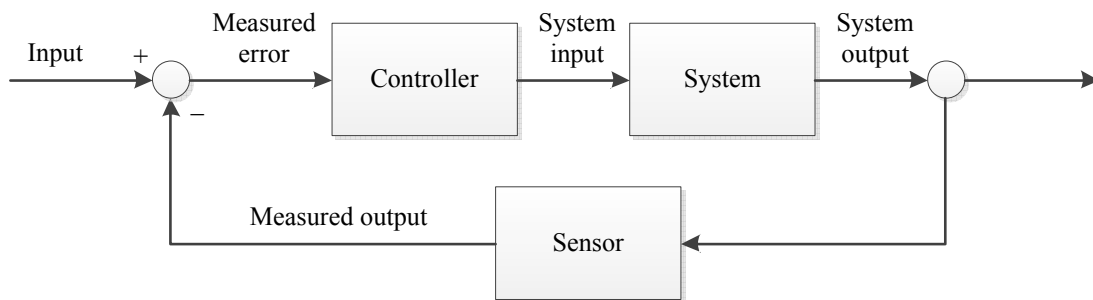 Input
+
−
Measured
error
Controller
System
input
System
System
output
Measured output
Sensor